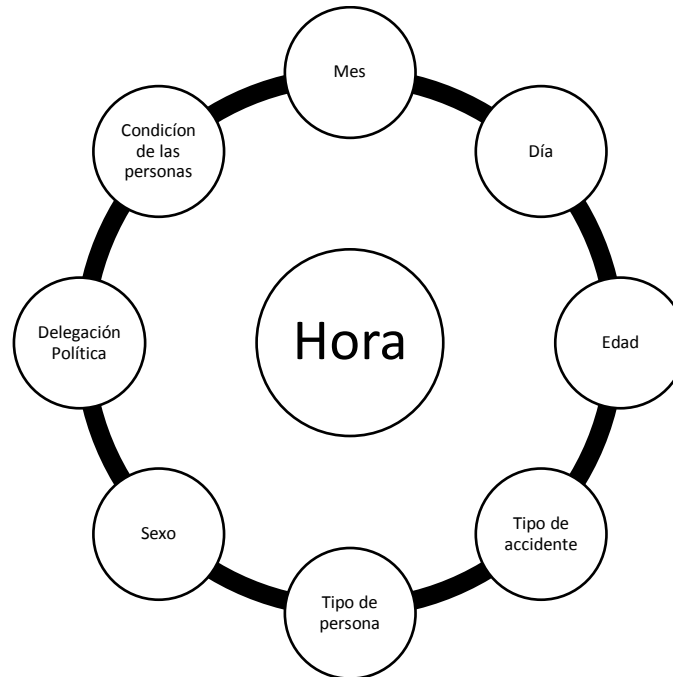 Mes
Condicíon
de las
personas
Día
Delegación
Política
Hora
Edad
Sexo
Tipo de
accidente
Tipo de
persona